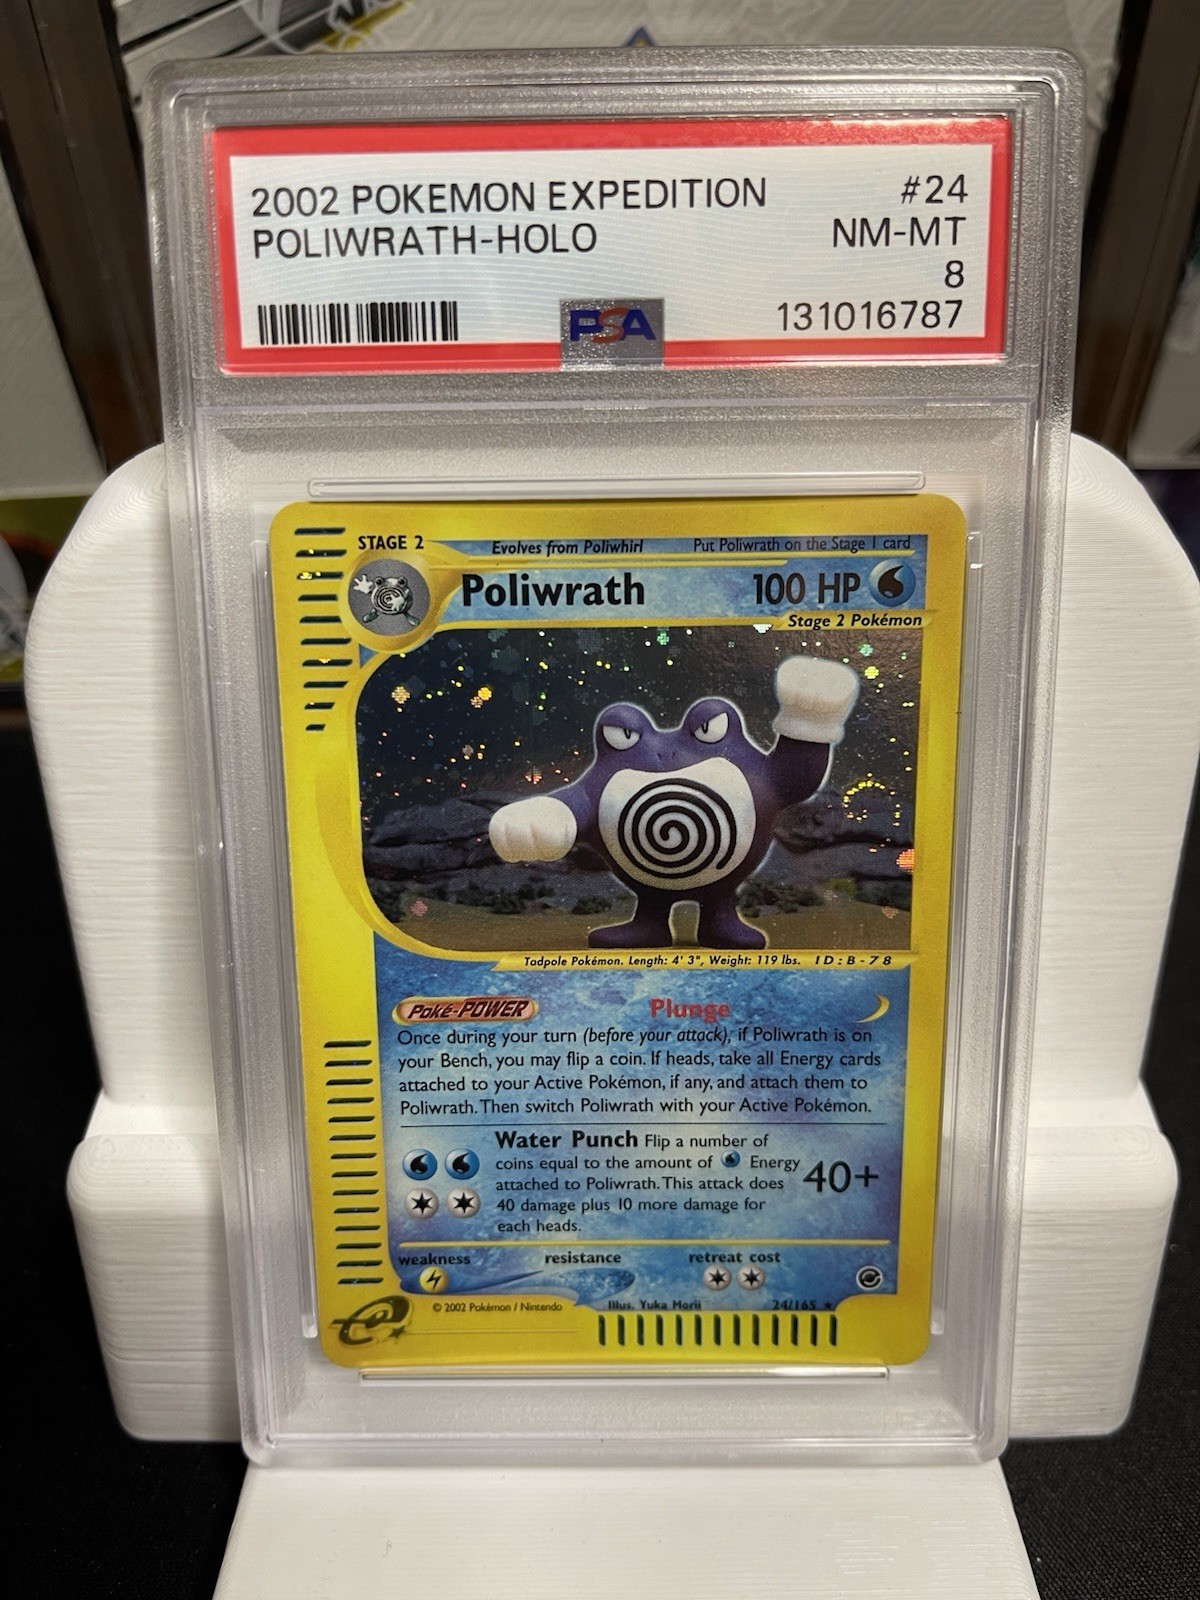 2002 POKEMON EXPEDITION #24
POLIWRATH-HOLO NM-MT
8
PSA 131016787
STAGE 2 Evolves from Poliwhirl Put Poliwrath on the Stage 1 card
Poliwrath 100 HP
Stage 2 Pokémon
Tadpole Pokémon. Length: 4' 3", Weight: 119 lbs. ID:B-78
Poké-POWER Plunge
Once during your turn (before your attack), if Poliwrath is on
your Bench, you may flip a coin. If heads, take all Energy cards
attached to your Active Pokémon, if any, and attach them to
Poliwrath. Then switch Poliwrath with your Active Pokémon.
Water Punch Flip a number of
coins equal to the amount of Energy
attached to Poliwrath. This attack does 40+
40 damage plus 10 more damage for
each heads.
weakness resistance retreat cost
e © 2002 Pokémon / Nintendo Illus. Yuka Morii 24/165 ★